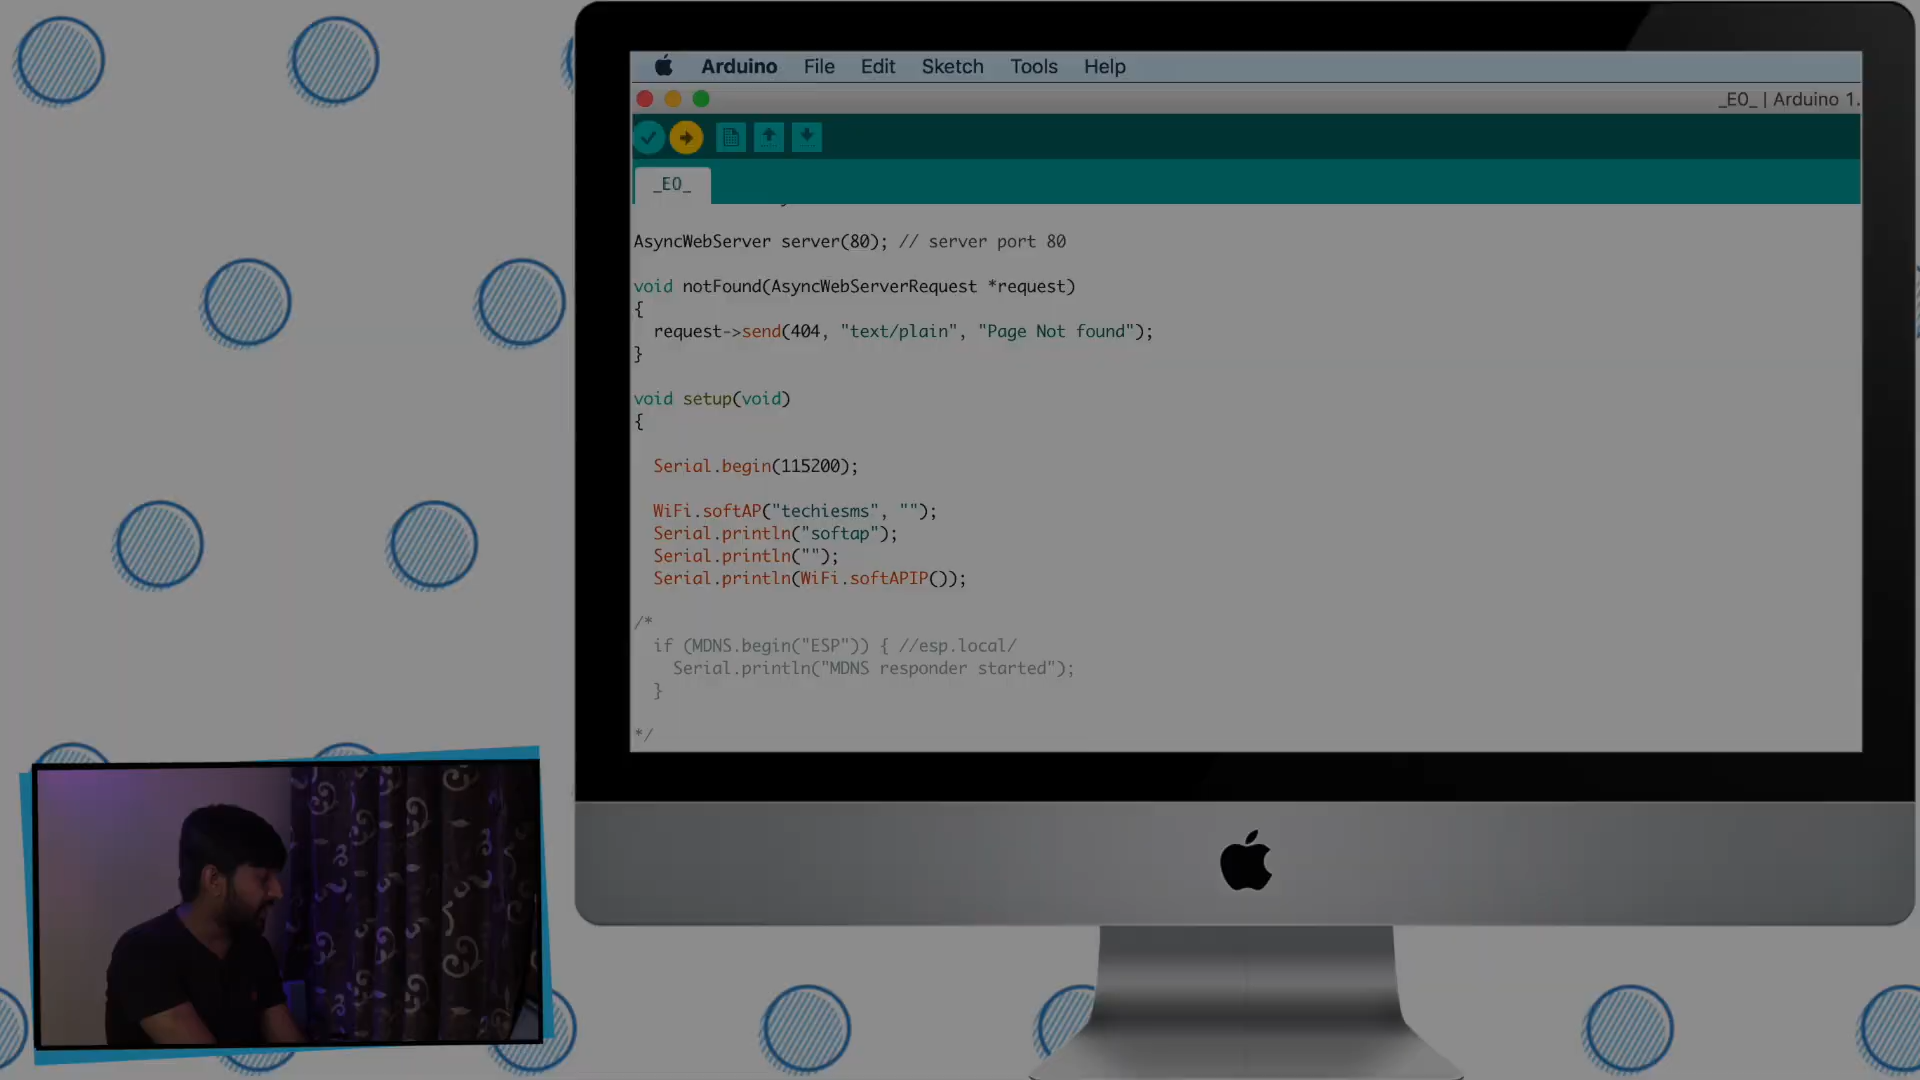 Arduino File Edit Sketch Tools Help
_EO_ | Arduino 1.
_EO_
AsyncWebServer server(80); // server port 80
void notFound(AsyncWebServerRequest *request)
{
request->send(404, "text/plain", "Page Not found");
}
void setup(void)
{
Serial.begin(115200);
WiFi.softAP("techiesms", "");
Serial.println("softap");
Serial.println("");
Serial.println(WiFi.softAPIP());
/*
if (MDNS.begin("ESP")) { //esp.local/
Serial.println("MDNS responder started");
}
*/